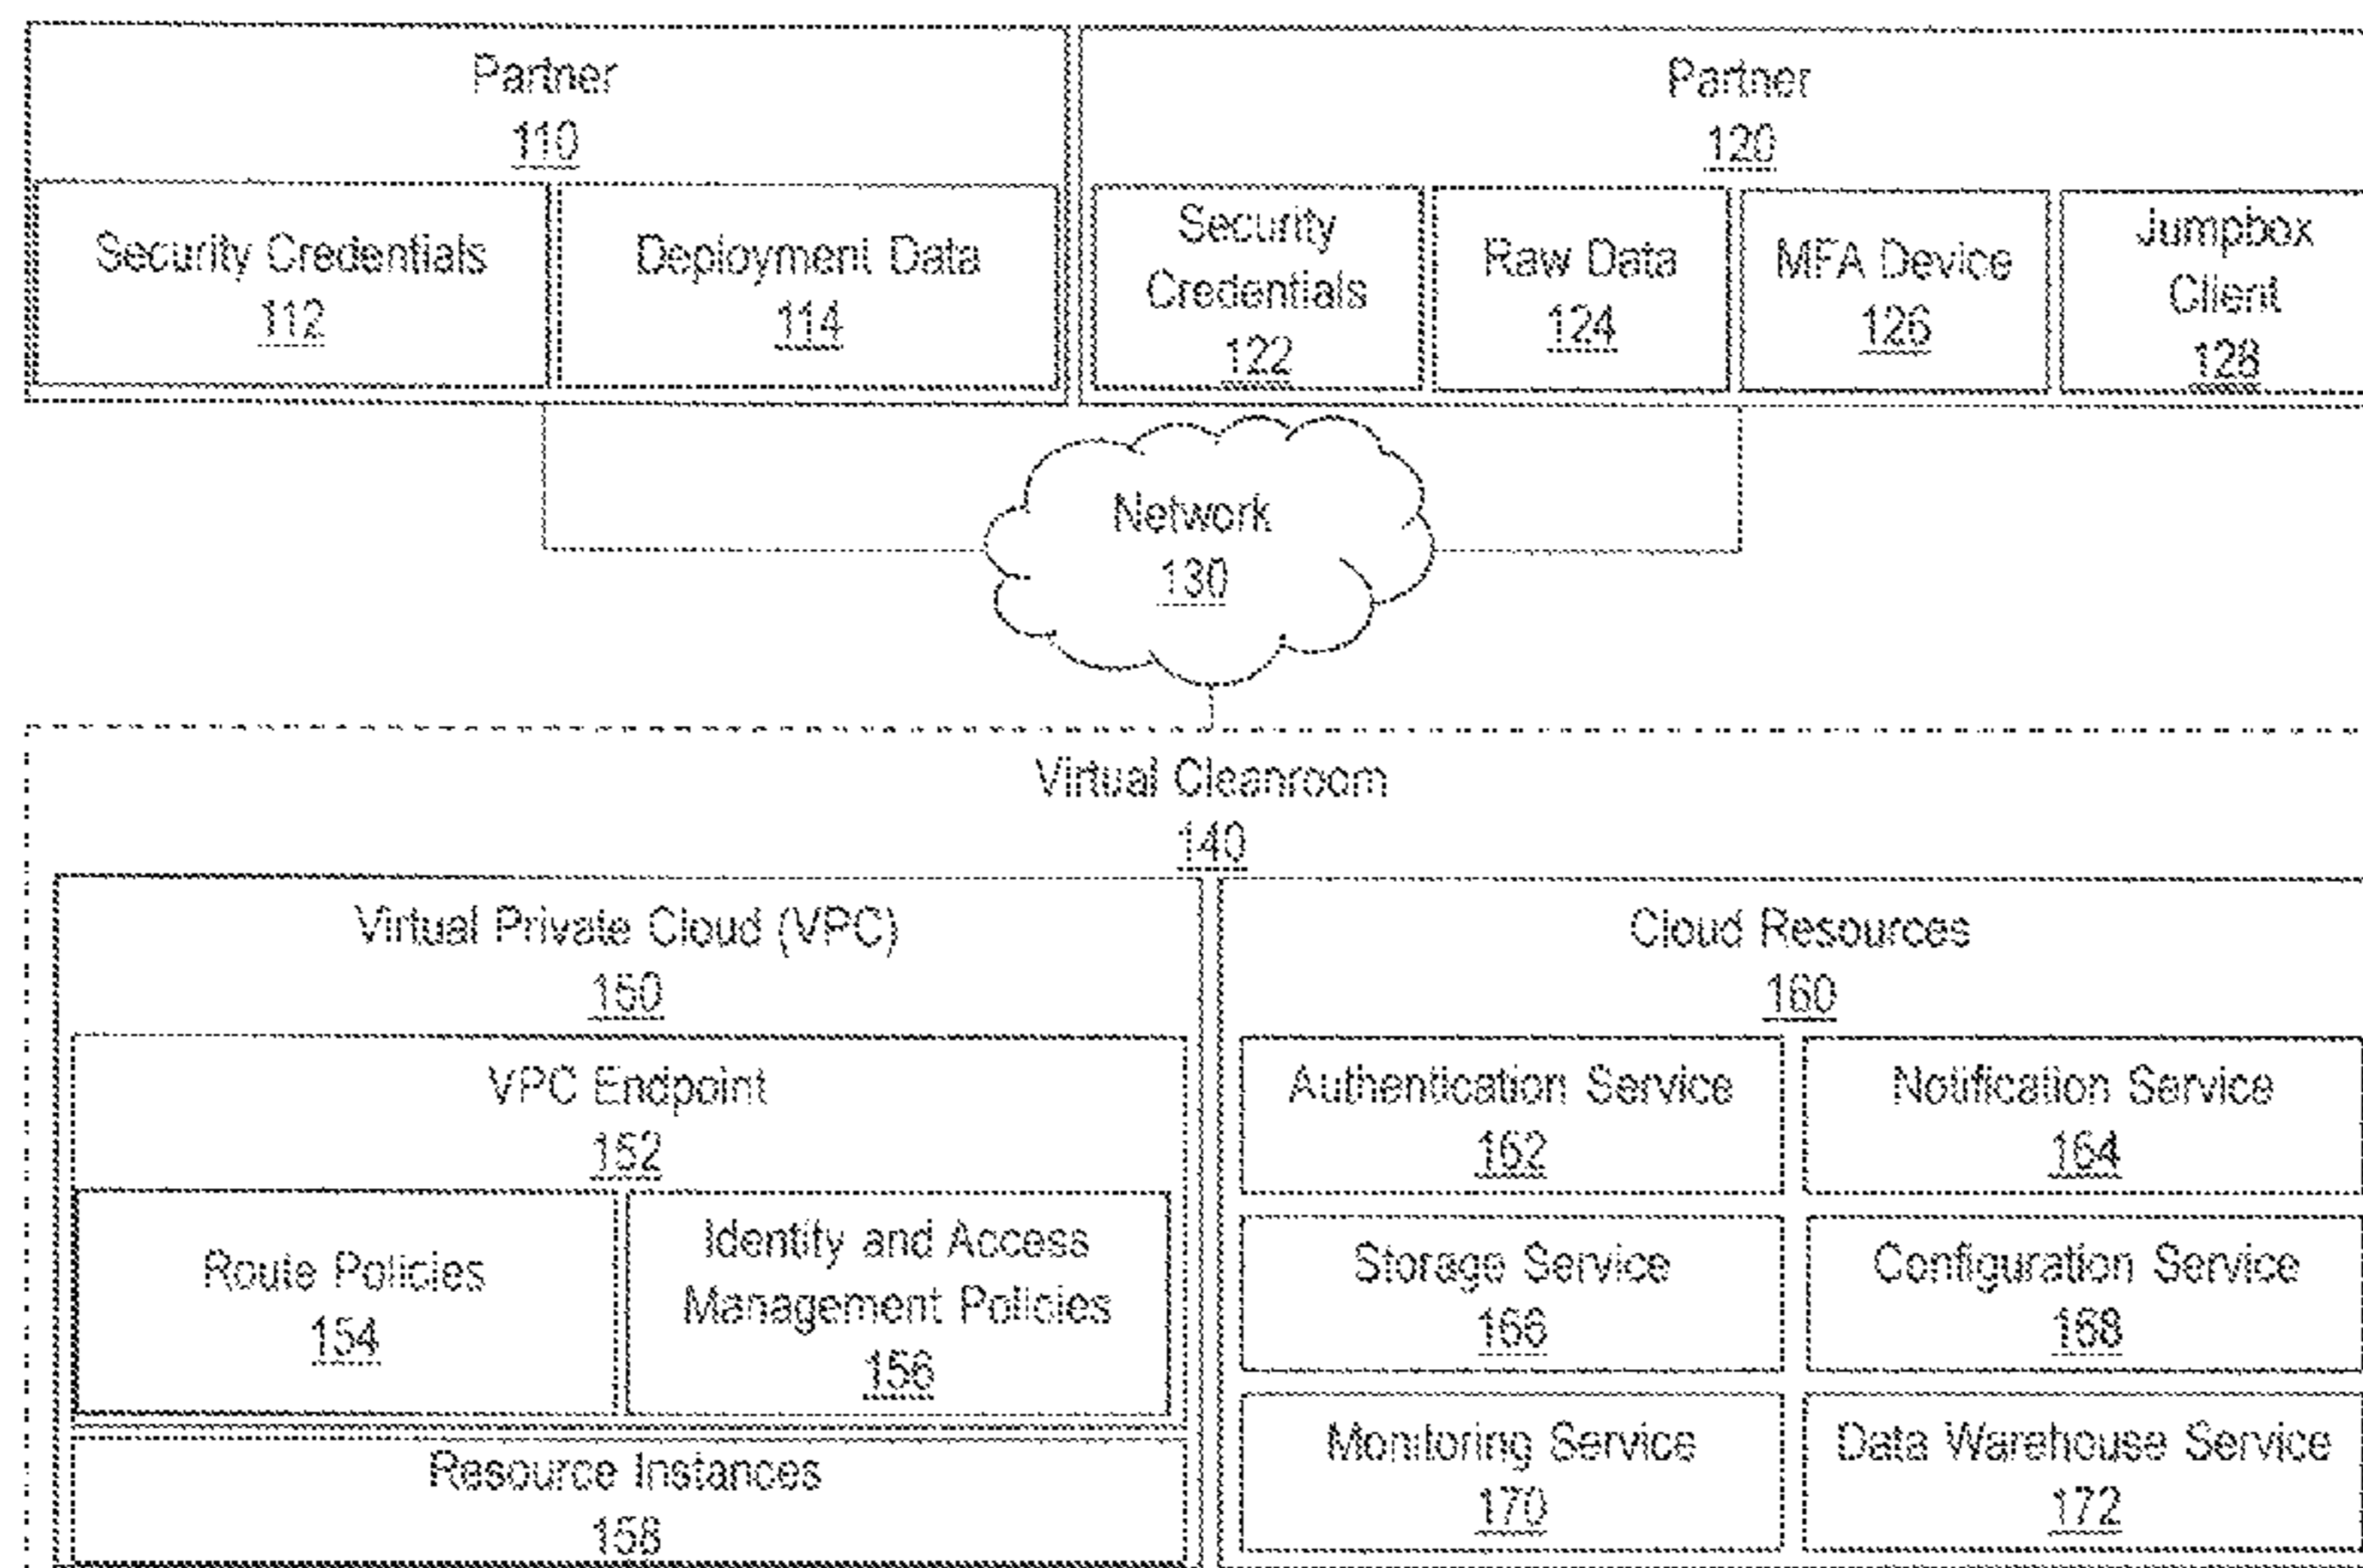 Partner
110
Security Credentials
112
Deployment Data
114
Partner
120
Security
Credentials
122
Raw Data
124
MFA Device
126
Jumpbox
Client
128
Network
130
Virtual Cleanroom
140
Virtual Private Cloud (VPC)
150
VPC Endpoint
152
Route Policies
154
Identity and Access
Management Policies
156
Resource Instances
158
Cloud Resources
160
Authentication Service
162
Notification Service
164
Storage Service
166
Configuration Service
168
Monitoring Service
170
Data Warehouse Service
172